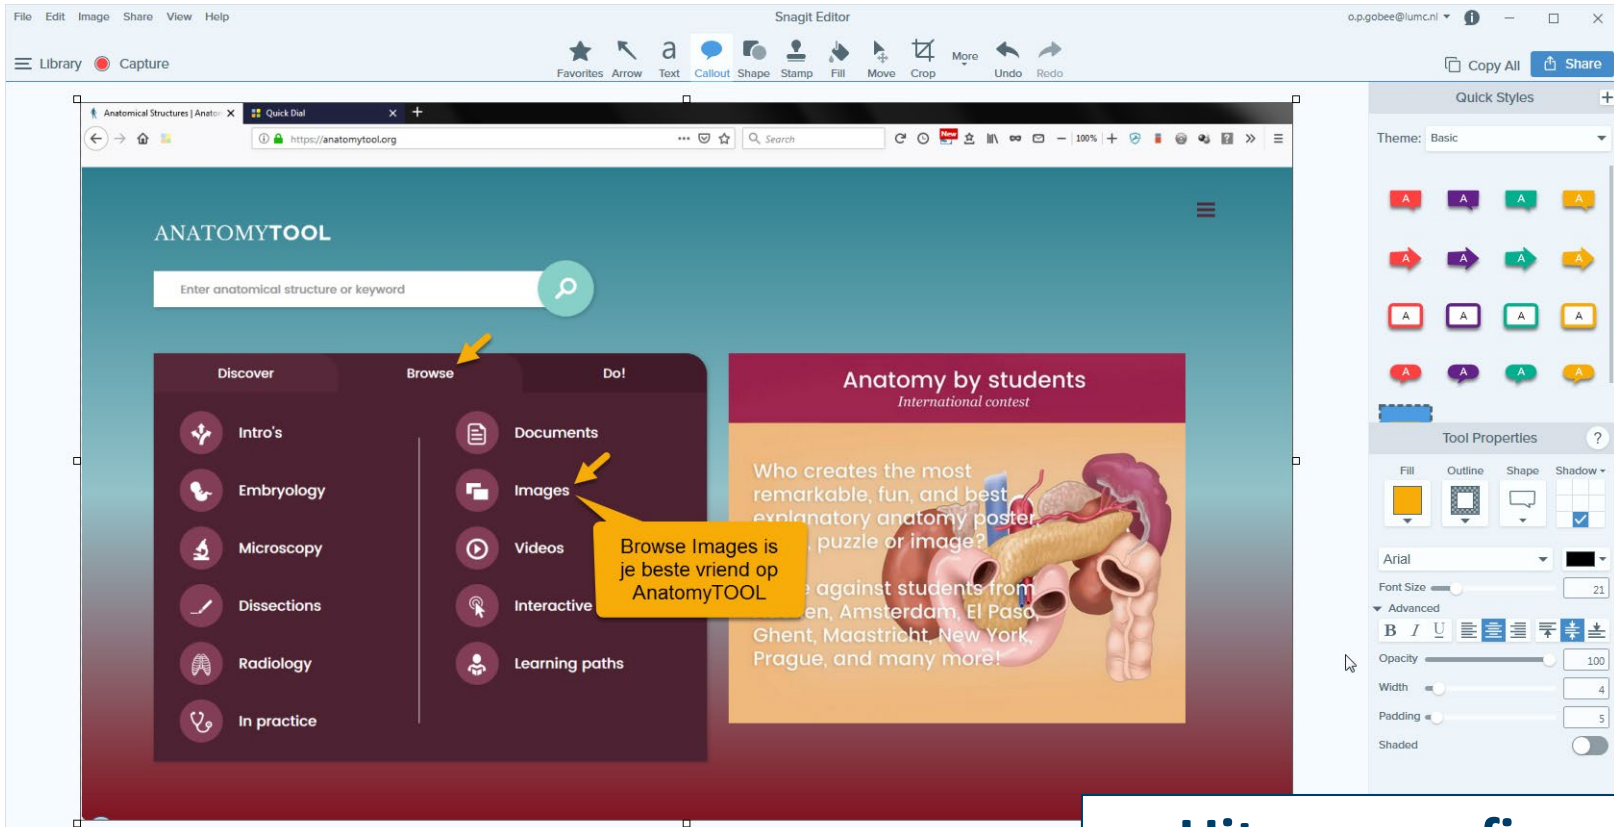 File Edit Image Share View Help
Snagit Editor
o.p.gobee@lumc.nl
Library Capture
Favorites Arrow Text Callout Shape Stamp Fill Move Crop More Undo Redo
Copy All Share
Quick Styles
Theme: Basic
Anatomical Structures | Anato
Quick Dial
https://anatomytool.org
Search
New
100%
ANATOMYTOOL
Enter anatomical structure or keyword
Discover Browse Do!
Intro's
Embryology
Microscopy
Dissections
Radiology
In practice
Documents
Images
Videos
Interactive
Learning paths
Browse Images is
je beste vriend op
AnatomyTOOL
Anatomy by students
International contest
Who creates the most
remarkable, fun, and best
explanatory anatomy poster,
puzzle or image?
against students from
en, Amsterdam, El Paso,
Ghent, Maastricht, New York,
Prague, and many more!
A A A A
A A A A
A A A A
A A A A
Tool Properties
?
Fill Outline Shape Shadow
Arial
Font Size 21
Advanced
B I U
Opacity 100
Width 4
Padding 5
Shaded